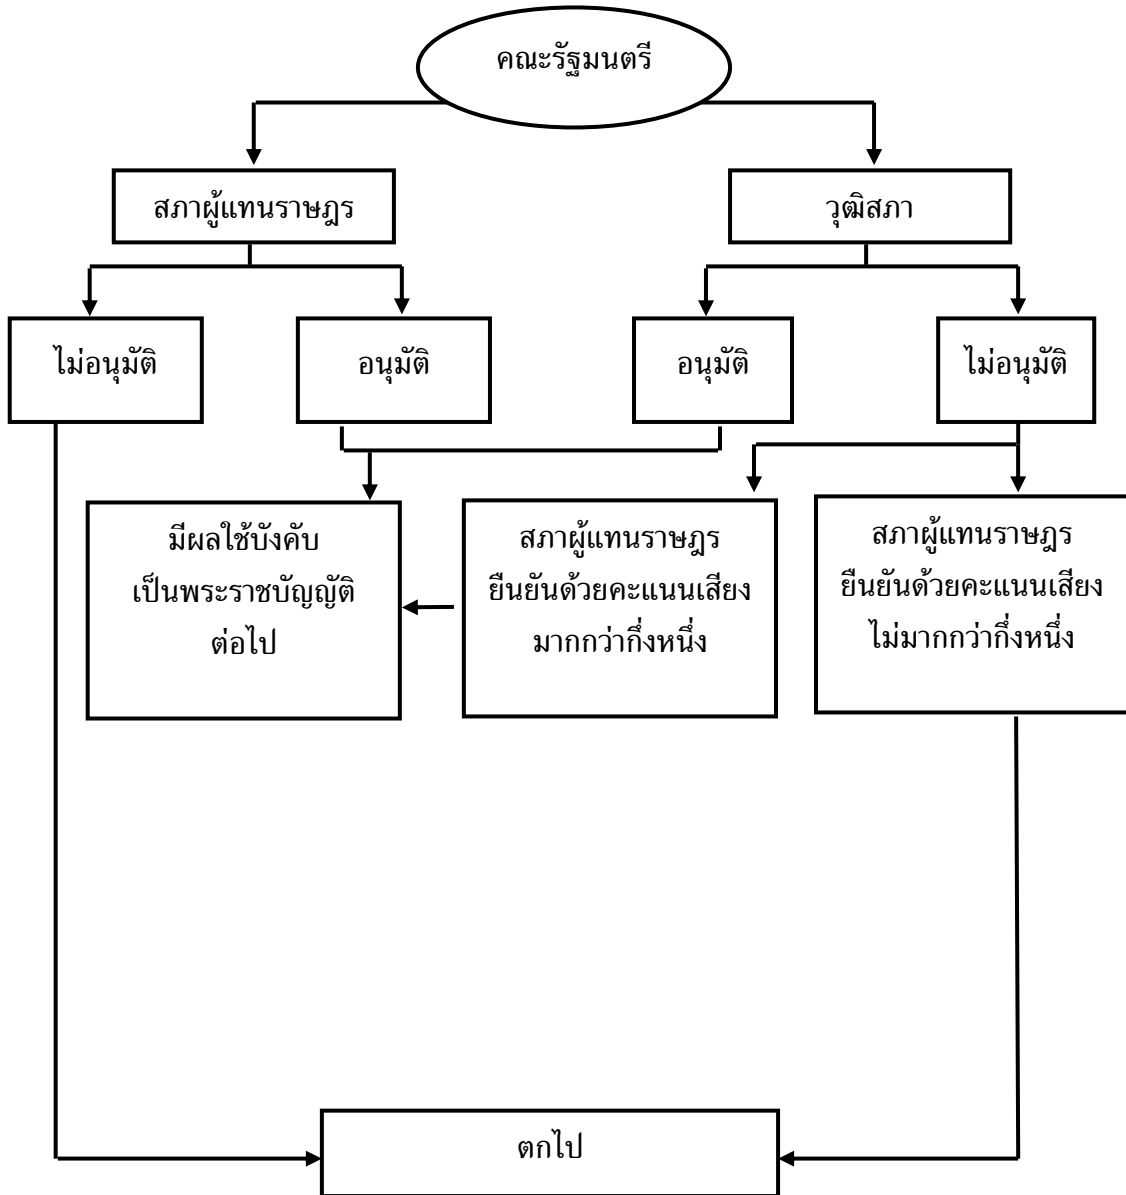 คณะรัฐมนตรี
สภาผู้แทนราษฎร
วุฒิสภา
ไม่อนุมัติ
อนุมัติ
อนุมัติ
ไม่อนุมัติ
มีผลใช้บังคับ
เป็นพระราชบัญญัติ
ต่อไป
สภาผู้แทนราษฎร
ยืนยันด้วยคะแนนเสียง
มากกว่ากึ่งหนึ่ง
สภาผู้แทนราษฎร
ยืนยันด้วยคะแนนเสียง
ไม่มากกว่ากึ่งหนึ่ง
ตกไป